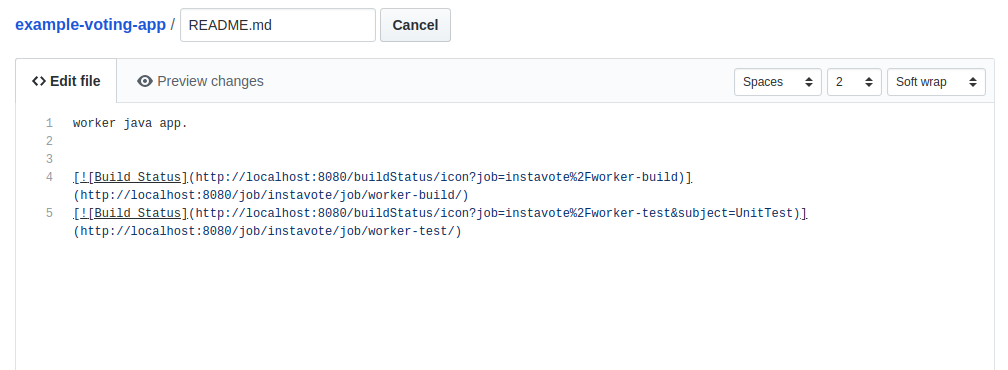 example-voting-app / README.md Cancel
Edit file Preview changes Spaces 2 Soft wrap
1 worker java app.
2
3
4 [![Build Status](http://localhost:8080/buildStatus/icon?job=instavote%2Fworker-build)]
(http://localhost:8080/job/instavote/job/worker-build/)
5 [![Build Status](http://localhost:8080/buildStatus/icon?job=instavote%2Fworker-test&subject=UnitTest)]
(http://localhost:8080/job/instavote/job/worker-test/)